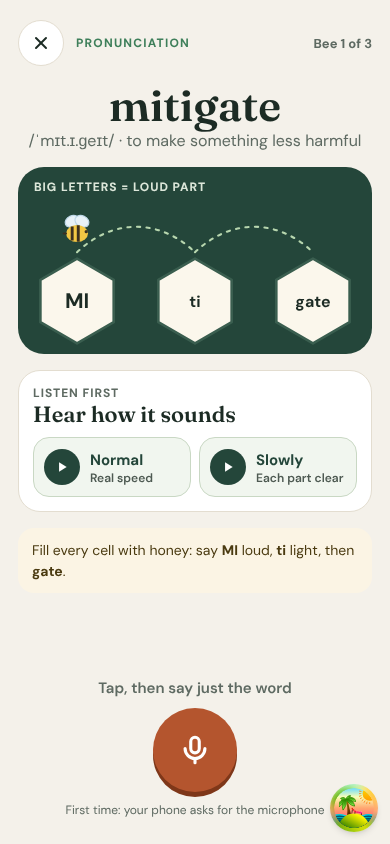 PRONUNCIATION
Bee 1 of 3
mitigate
/ˈmɪt.ɪ.ɡeɪt/ · to make something less harmful
BIG LETTERS = LOUD PART
MI
ti
gate
LISTEN FIRST
Hear how it sounds
Normal
Real speed
Slowly
Each part clear
Fill every cell with honey: say MI loud, ti light, then
gate.
Tap, then say just the word
First time: your phone asks for the microphone